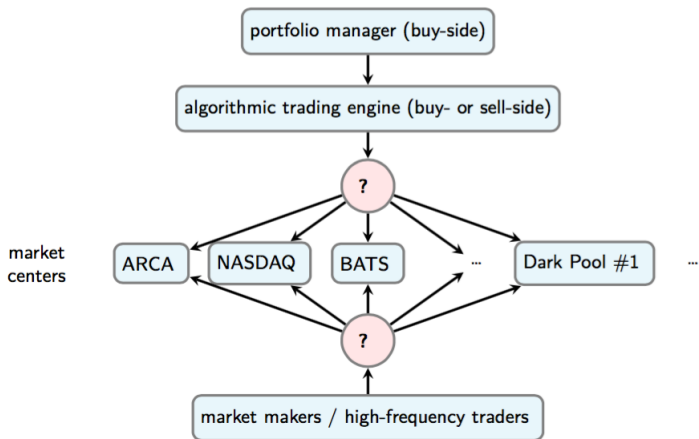 portfolio manager (buy-side)
algorithmic trading engine (buy- or sell-side)
?
market
centers
ARCA
NASDAQ
BATS
...
Dark Pool #1
...
?
market makers / high-frequency traders